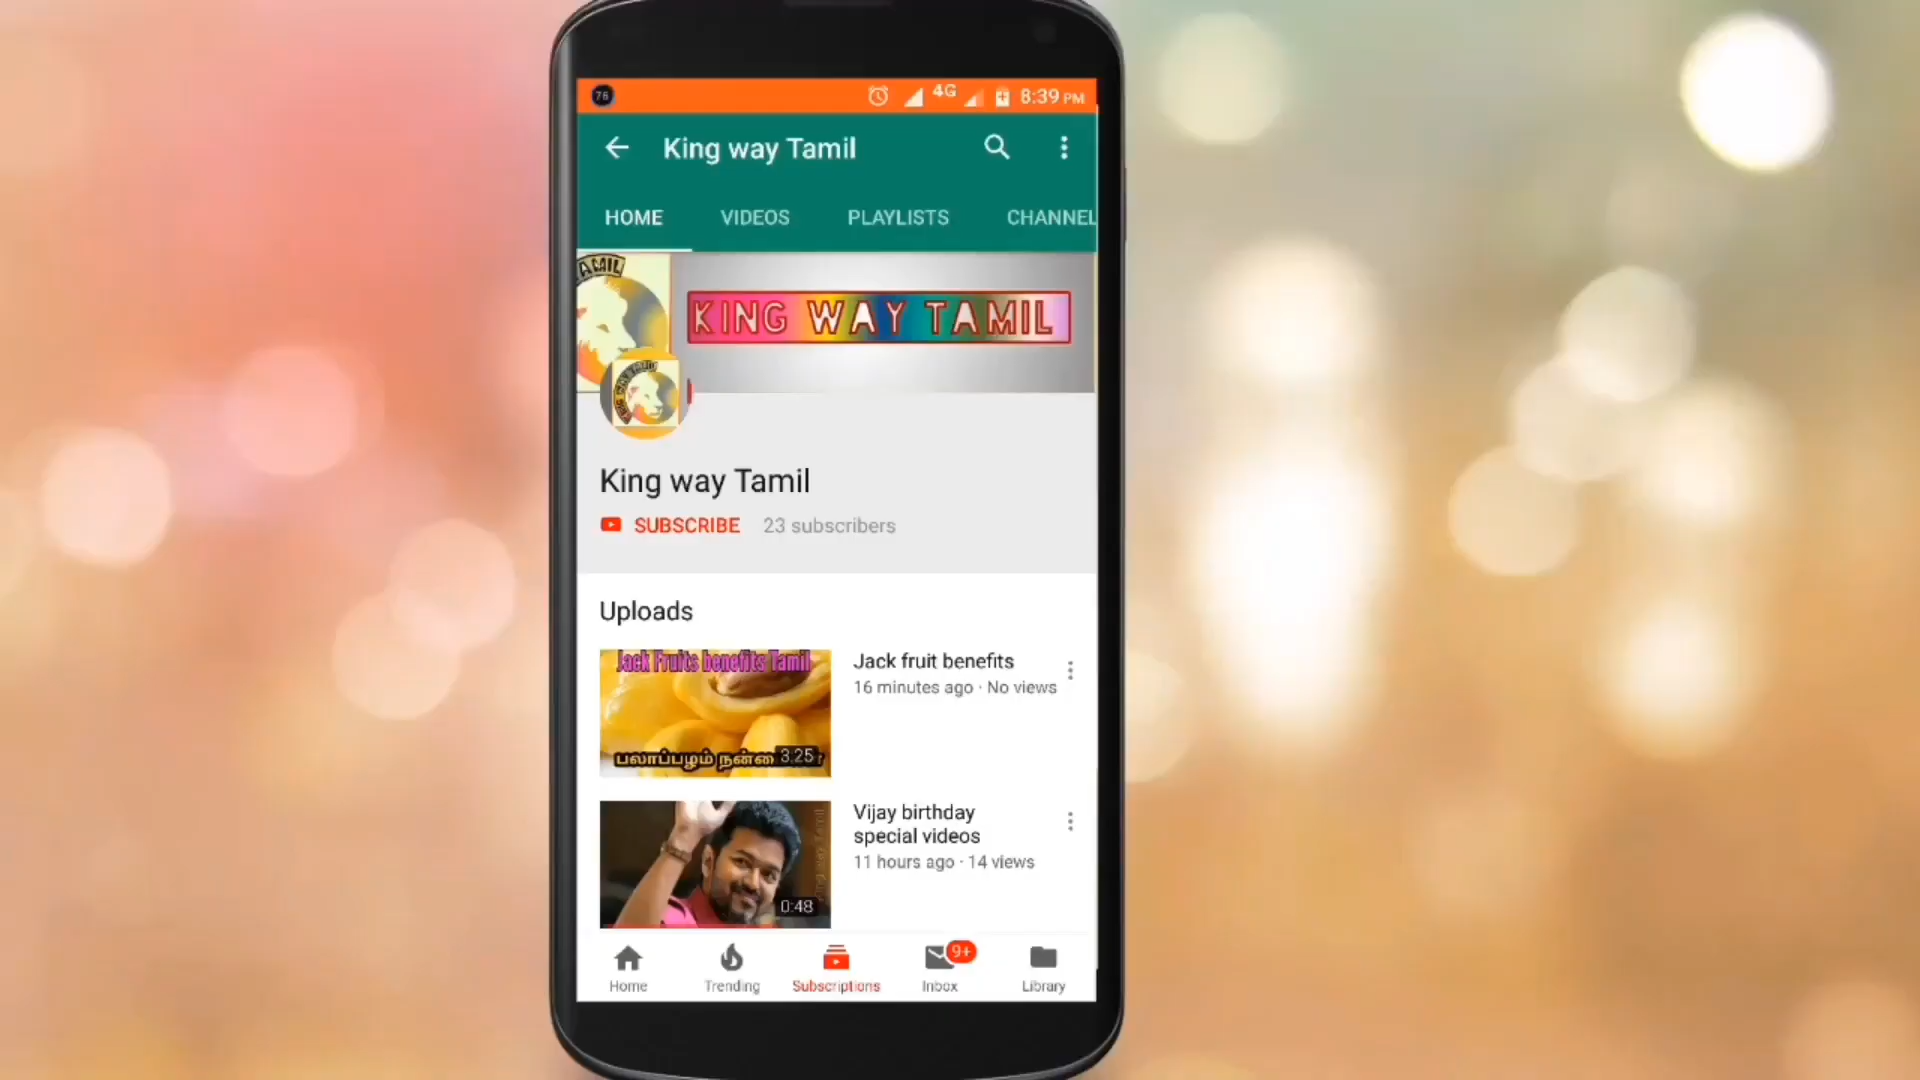 76 4G 8:39 PM
King way Tamil
HOME VIDEOS PLAYLISTS CHANNEL
TAMIL
KING WAY TAMIL
King way Tamil
SUBSCRIBE 23 subscribers
Uploads
Jack Fruits benefits Tamil
பலாப்பழம்
3:25
Jack fruit benefits
16 minutes ago · No views
0:48
Vijay birthday
special videos
11 hours ago · 14 views
9+
Home Trending Subscriptions Inbox Library